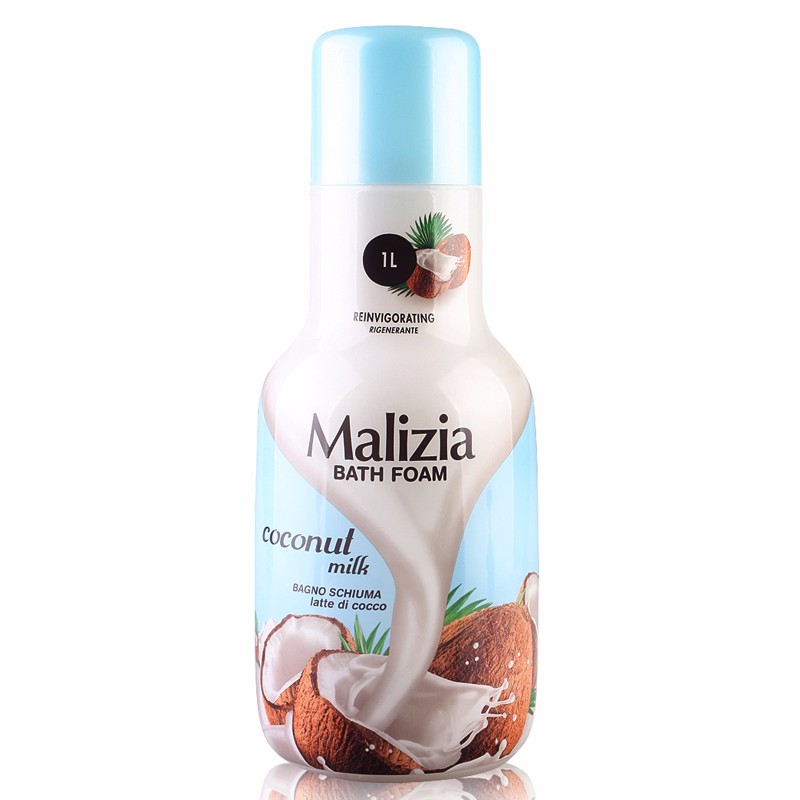 1L
REINVIGORATING
RIGENERANTE
Malizia
BATH FOAM
coconut
milk
BAGNO SCHIUMA
latte di cocco